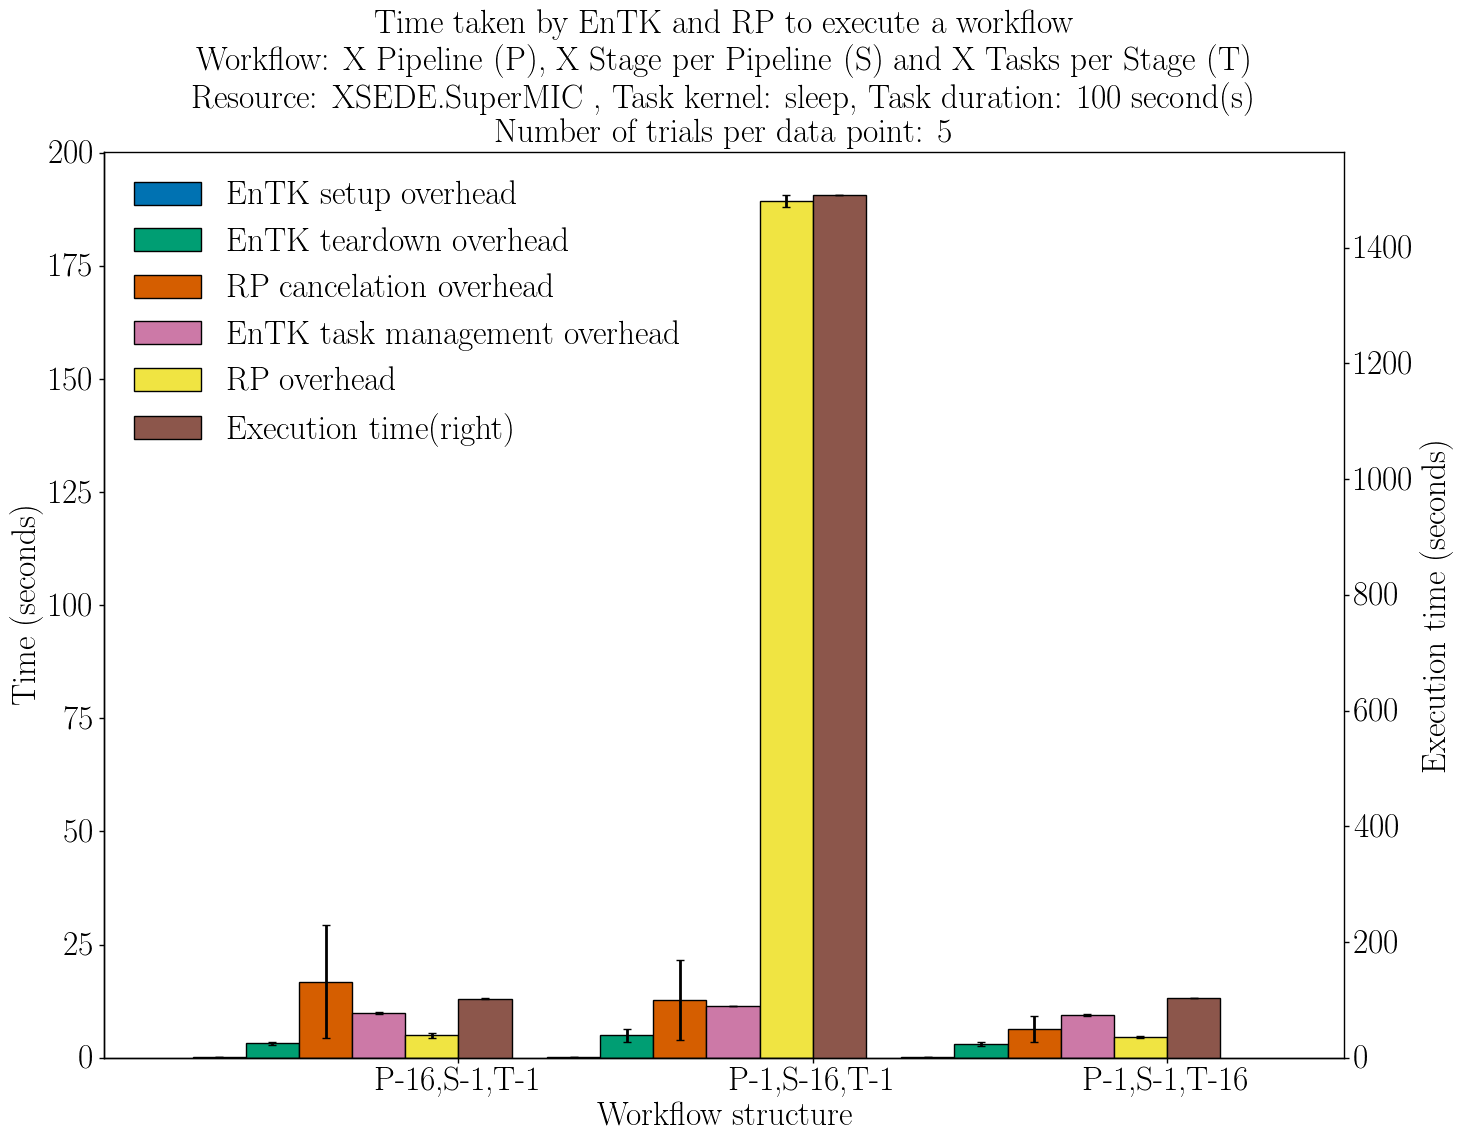 Time taken by EnTK and RP to execute a workflow
Workflow: X Pipeline (P), X Stage per Pipeline (S) and X Tasks per Stage (T)
Resource: XSEDE.SuperMIC , Task kernel: sleep, Task duration: 100 second(s)
Number of trials per data point: 5
200
175
150
125
100
75
50
25
0
Time (seconds)
EnTK setup overhead
EnTK teardown overhead
RP cancelation overhead
EnTK task management overhead
RP overhead
Execution time(right)
1400
1200
1000
800
600
400
200
0
Execution time (seconds)
P-16,S-1,T-1
P-1,S-16,T-1
P-1,S-1,T-16
Workflow structure